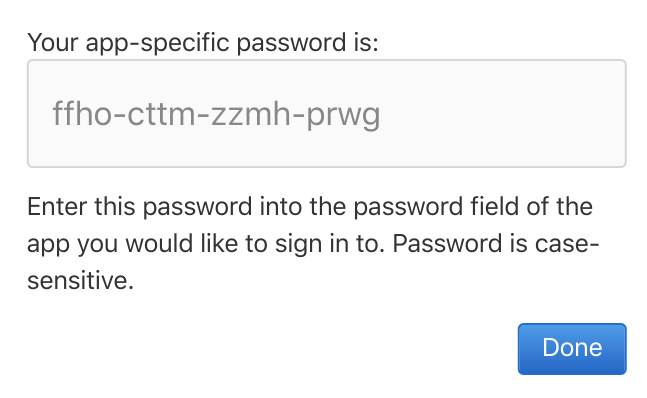 Your app-specific password is:
ffho-cttm-zzmh-prwg
Enter this password into the password field of the
app you would like to sign in to. Password is case-
sensitive.
Done